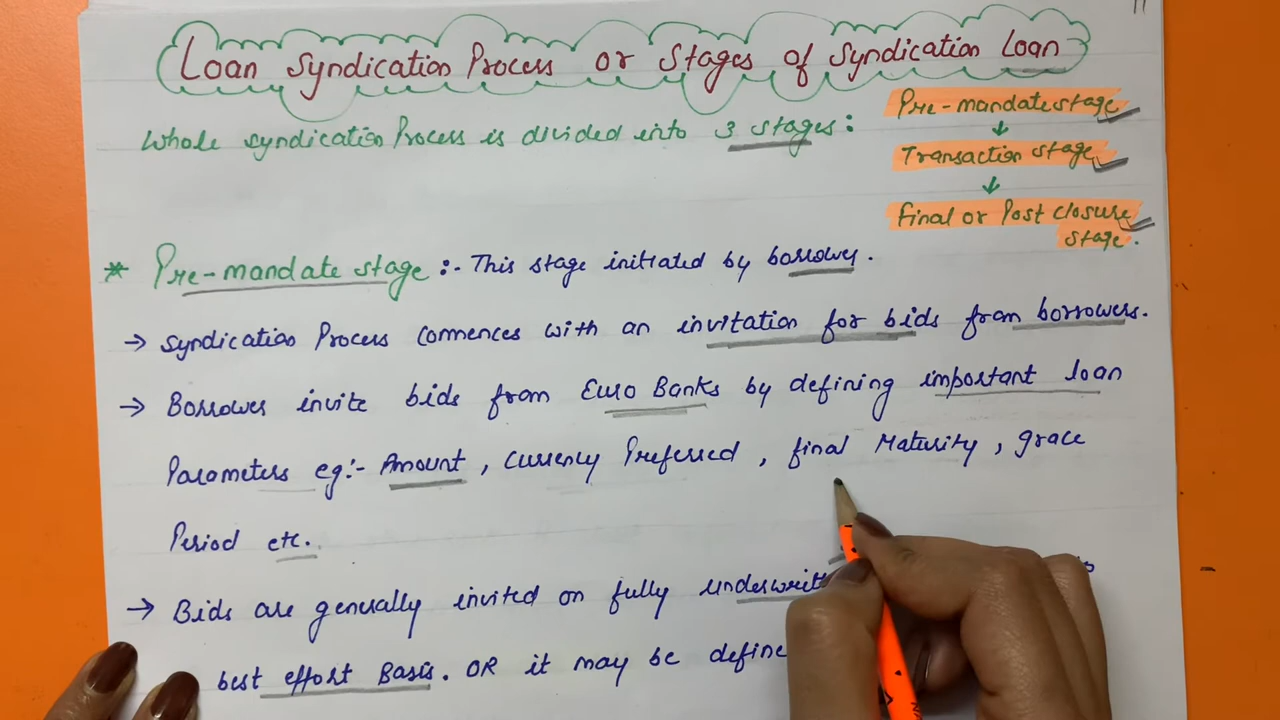 Loan Syndication Process or Stages of Syndication Loan
Whole syndication Process is divided into 3 stages:
Pre-mandate stage
↓
Transaction stage
↓
Final or Post closure
stage.
* Pre-mandate stage :- This stage initiated by borrower.
→ Syndication Process commences with an invitation for bids from borrowers.
→ Borrower invite bids from Euro Banks by defining important loan
Parameters eg:- Amount, currency Preferred, final Maturity, grace
Period etc.
→ Bids are generally invited on fully
best effort Basis. OR it may be